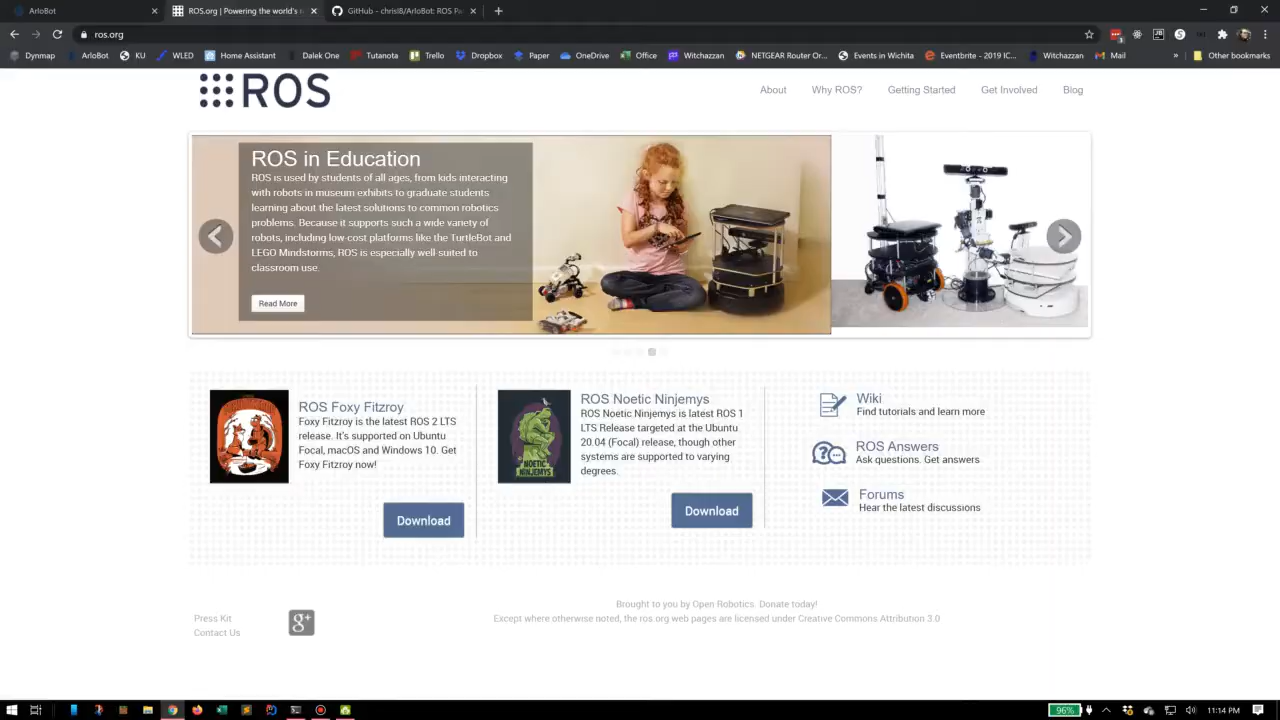 ArloBot
ROS.org | Powering the world's r
GitHub - chrisl8/ArloBot: ROS Pa
ros.org
Dynmap
ArloBot
KU
WLED
Home Assistant
Dalek One
Tutanota
Trello
Dropbox
Paper
OneDrive
Office
Witchazzan
NETGEAR Router Or...
Events in Wichita
Eventbrite - 2019 IC...
Witchazzan
Mail
»
Other bookmarks
ROS
About
Why ROS?
Getting Started
Get Involved
Blog
ROS in Education
ROS is used by students of all ages, from kids interacting
with robots in museum exhibits to graduate students
learning about the latest solutions to common robotics
problems. Because it supports such a wide variety of
robots, including low-cost platforms like the TurtleBot and
LEGO Mindstorms, ROS is especially well-suited to
classroom use.
Read More
ROS Foxy Fitzroy
Foxy Fitzroy is the latest ROS 2 LTS
release. It's supported on Ubuntu
Focal, macOS and Windows 10. Get
Foxy Fitzroy now!
Download
NOETIC
NINJEMYS
ROS Noetic Ninjemys
ROS Noetic Ninjemys is latest ROS 1
LTS Release targeted at the Ubuntu
20.04 (Focal) release, though other
systems are supported to varying
degrees.
Download
Wiki
Find tutorials and learn more
ROS Answers
Ask questions. Get answers
Forums
Hear the latest discussions
Press Kit
Contact Us
g+
Brought to you by Open Robotics. Donate today!
Except where otherwise noted, the ros.org web pages are licensed under Creative Commons Attribution 3.0
96%
11:14 PM